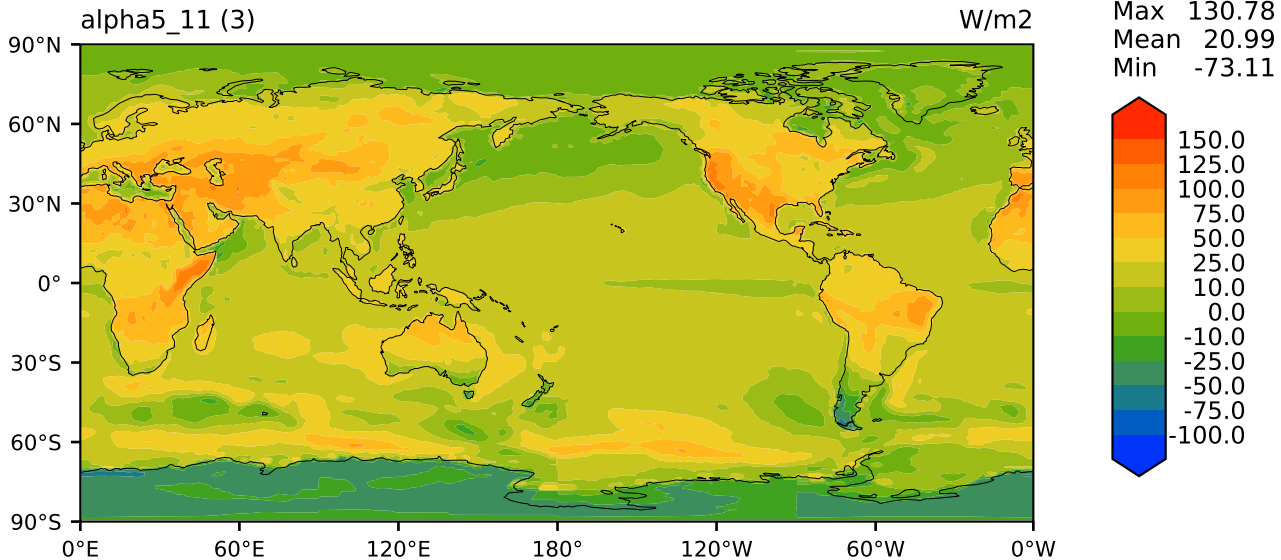 alpha5_11 (3)
W/m2
Max 130.78
Mean 20.99
Min -73.11
90°N
60°N
30°N
0°
30°S
60°S
90°S
0°E
60°E
120°E
180°
120°W
60°W
0°W
150.0
125.0
100.0
75.0
50.0
25.0
10.0
0.0
-10.0
-25.0
-50.0
-75.0
-100.0